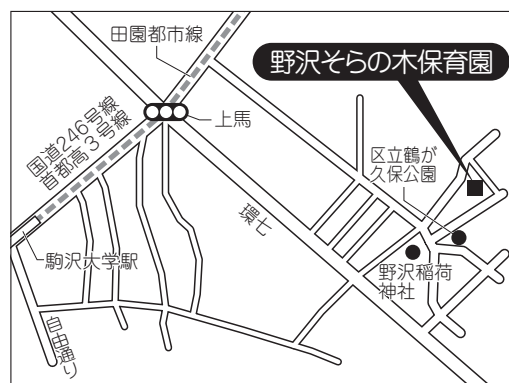 田園都市線
野沢そらの木保育園
国道246号線
首都高3号線
上馬
区立鶴が
久保公園
環七
駒沢大学駅
野沢稲荷
神社
自由通り